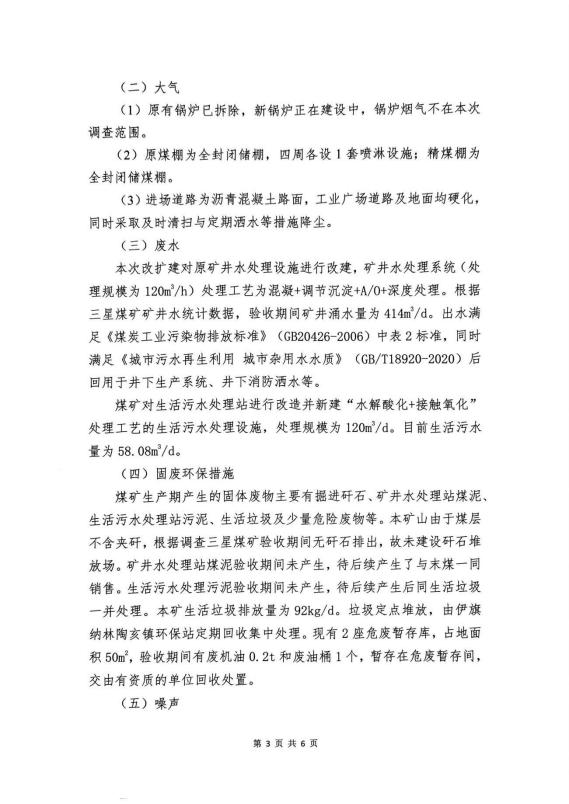 （二）大气
（1）原有锅炉已拆除，新锅炉正在建设中，锅炉烟气不在本次
调查范围。
（2）原煤棚为全封闭储棚，四周各设 1 套喷淋设施；精煤棚为
全封闭储煤棚。
（3）进场道路为沥青混凝土路面，工业广场道路及地面均硬化，
同时采取及时清扫与定期洒水等措施降尘。
（三）废水
本次改扩建对原矿井水处理设施进行改建，矿井水处理系统（处
理规模为 120m³/h）处理工艺为混凝+调节沉淀+A/O+深度处理。根据
三星煤矿矿井水统计数据，验收期间矿井涌水量为 414m³/d。出水满
足《煤炭工业污染物排放标准》（GB20426-2006）中表 2 标准，同时
满足《城市污水再生利用 城市杂用水水质》（GB/T18920-2020）后
回用于井下生产系统、井下消防洒水等。
煤矿对生活污水处理站进行改造并新建“水解酸化+接触氧化”
处理工艺的生活污水处理设施，处理规模为 120m³/d。目前生活污水
量为 58.08m³/d。
（四）固废环保措施
煤矿生产期产生的固体废物主要有掘进矸石、矿井水处理站煤泥、
生活污水处理站污泥、生活垃圾及少量危险废物等。本矿山由于煤层
不含夹矸，根据调查三星煤矿验收期间无矸石排出，故未建设矸石堆
放场。矿井水处理站煤泥验收期间未产生，待后续产生了与末煤一同
销售。生活污水处理污泥验收期间未产生，待后续产生后同生活垃圾
一并处理。本矿生活垃圾排放量为 92kg/d。垃圾定点堆放，由伊旗
纳林陶亥镇环保站定期回收集中处理。现有 2 座危废暂存库，占地面
积 50m²，验收期间有废机油 0.2t 和废油桶 1 个，暂存在危废暂存间，
交由有资质的单位回收处置。
（五）噪声
第 3 页 共 6 页